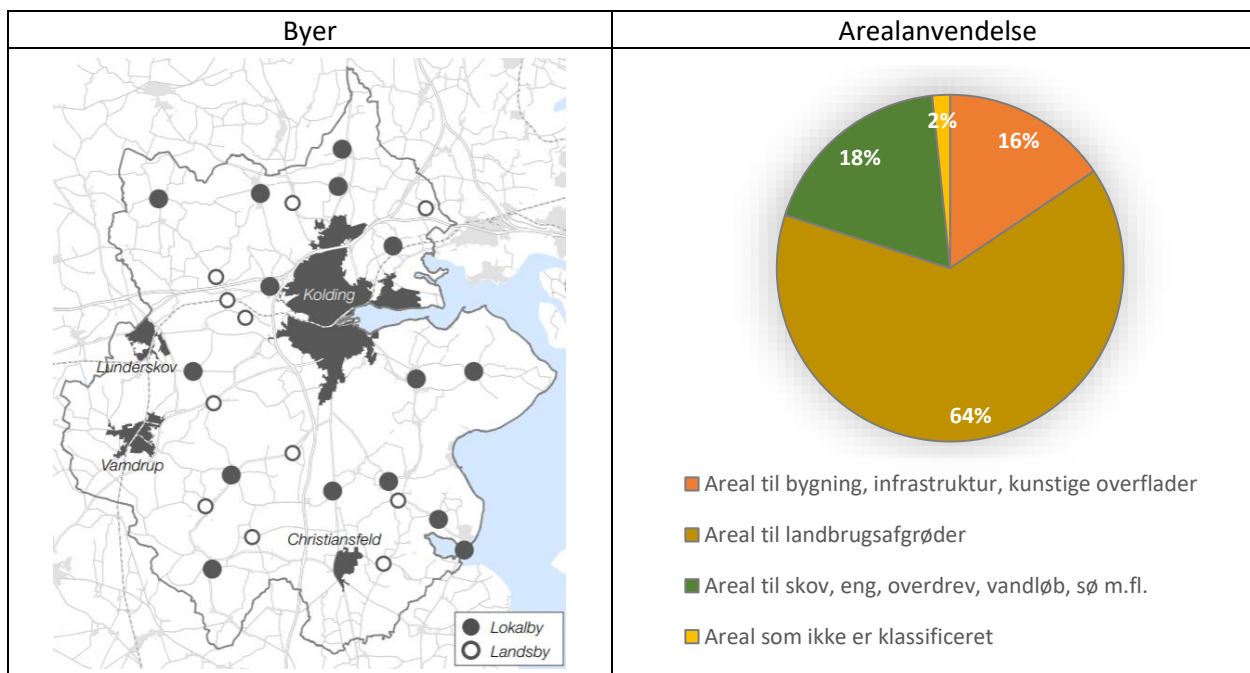 Byer
Arealanvendelse
Kolding
Lunderskov
Vamdrup
Christiansfeld
Lokalby
Landsby
2%
16%
18%
64%
Areal til bygning, infrastruktur, kunstige overflader
Areal til landbrugsafgrøder
Areal til skov, eng, overdrev, vandløb, sø m.fl.
Areal som ikke er klassificeret